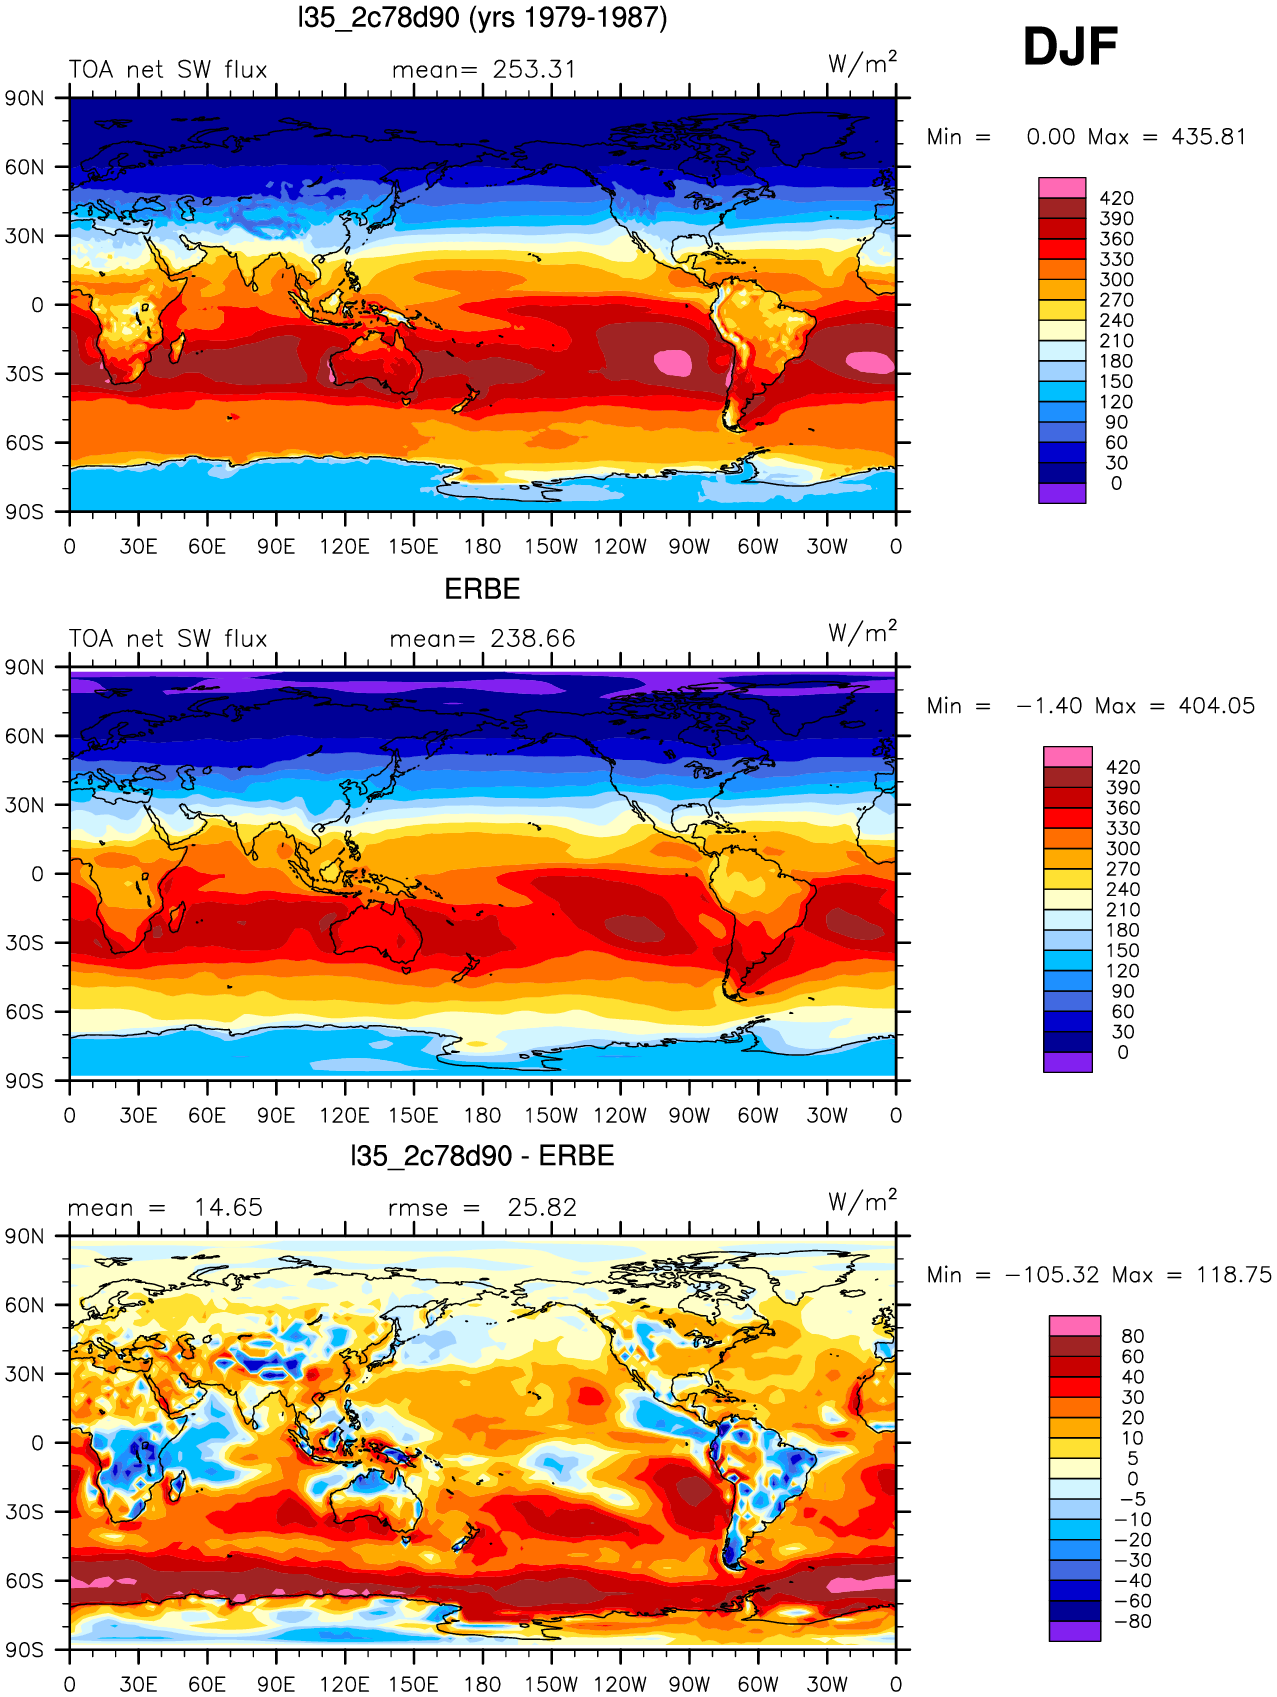 l35_2c78d90 (yrs 1979-1987)
DJF
TOA net SW flux mean= 253.31 W/m²
Min = 0.00 Max = 435.81
90N
60N
30N
0
30S
60S
90S
0 30E 60E 90E 120E 150E 180 150W 120W 90W 60W 30W 0
420
390
360
330
300
270
240
210
180
150
120
90
60
30
0
ERBE
TOA net SW flux mean= 238.66 W/m²
Min = −1.40 Max = 404.05
90N
60N
30N
0
30S
60S
90S
0 30E 60E 90E 120E 150E 180 150W 120W 90W 60W 30W 0
420
390
360
330
300
270
240
210
180
150
120
90
60
30
0
l35_2c78d90 - ERBE
mean = 14.65 rmse = 25.82 W/m²
Min = −105.32 Max = 118.75
90N
60N
30N
0
30S
60S
90S
0 30E 60E 90E 120E 150E 180 150W 120W 90W 60W 30W 0
80
60
40
30
20
10
5
0
−5
−10
−20
−30
−40
−60
−80